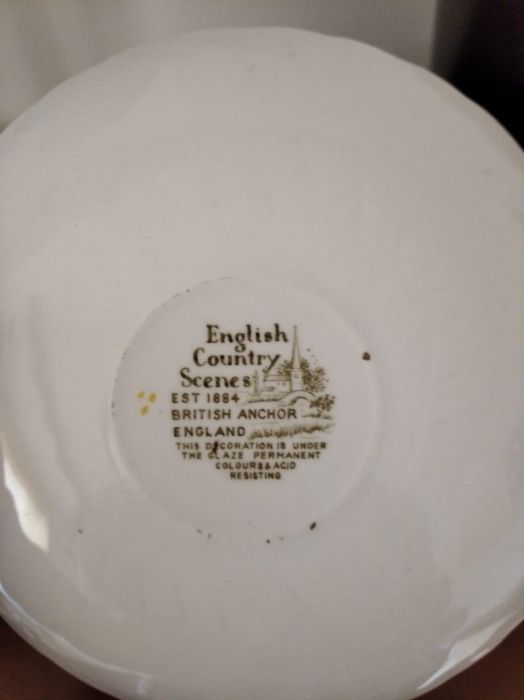 English
Country
Scenes
EST 1884
BRITISH ANCHOR
ENGLAND
THIS DECORATION IS UNDER
THE GLAZE PERMANENT
COLOURS & ACID
RESISTING